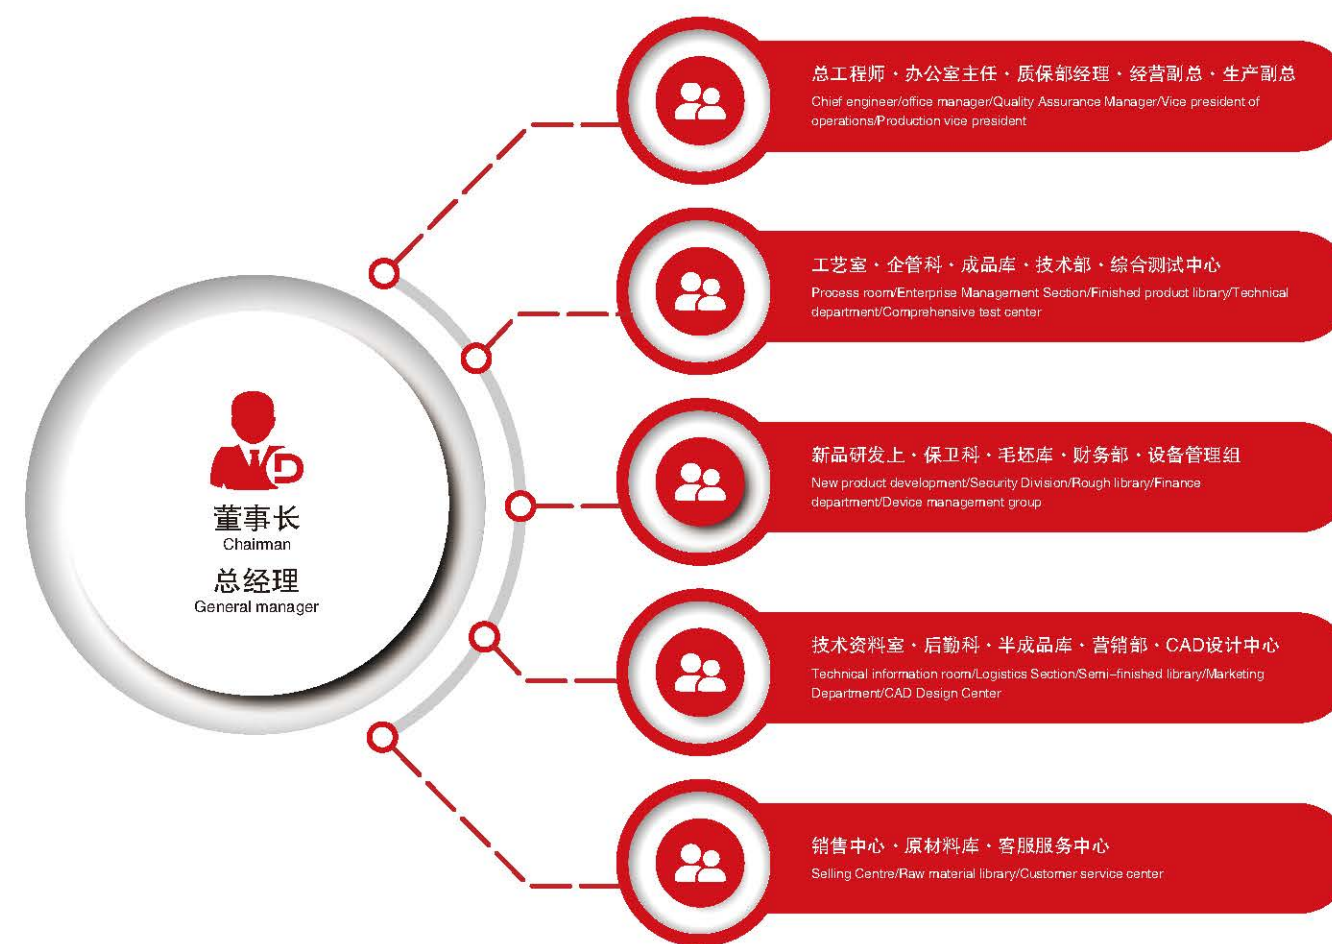 董事长
Chairman
总经理
General manager
总工程师·办公室主任·质保部经理·经营副总·生产副总
Chief engineer/office manager/Quality Assurance Manager/Vice president of
operations/Production vice president
工艺室·企管科·成品库·技术部·综合测试中心
Process room/Enterprise Management Section/Finished product library/Technical
department/Comprehensive test center
新品研发上·保卫科·毛坯库·财务部·设备管理组
New product development/Security Division/Rough library/Finance
department/Device management group
技术资料室·后勤科·半成品库·营销部·CAD设计中心
Technical information room/Logistics Section/Semi-finished library/Marketing
Department/CAD Design Center
销售中心·原材料库·客服服务中心
Selling Centre/Raw material library/Customer service center